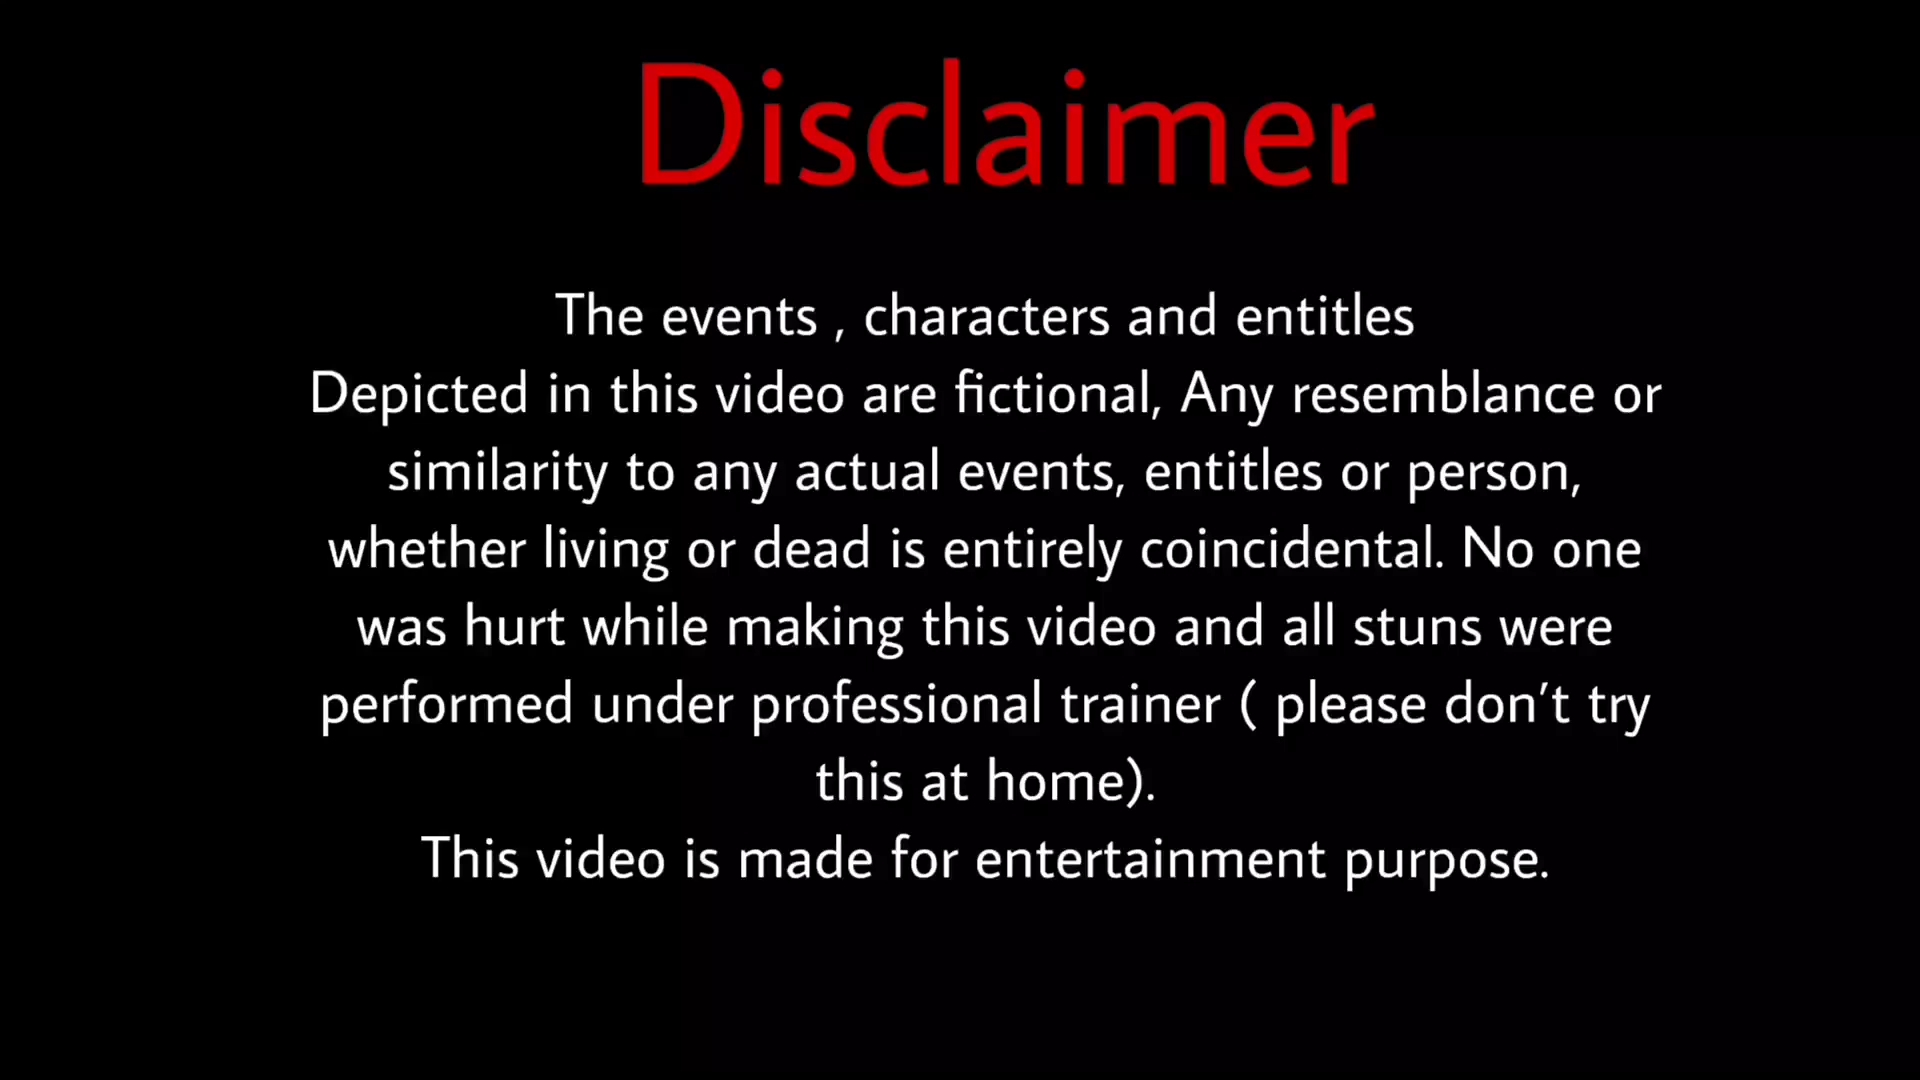 Disclaimer
The events , characters and entitles
Depicted in this video are fictional, Any resemblance or
similarity to any actual events, entitles or person,
whether living or dead is entirely coincidental. No one
was hurt while making this video and all stuns were
performed under professional trainer ( please don’t try
this at home).
This video is made for entertainment purpose.